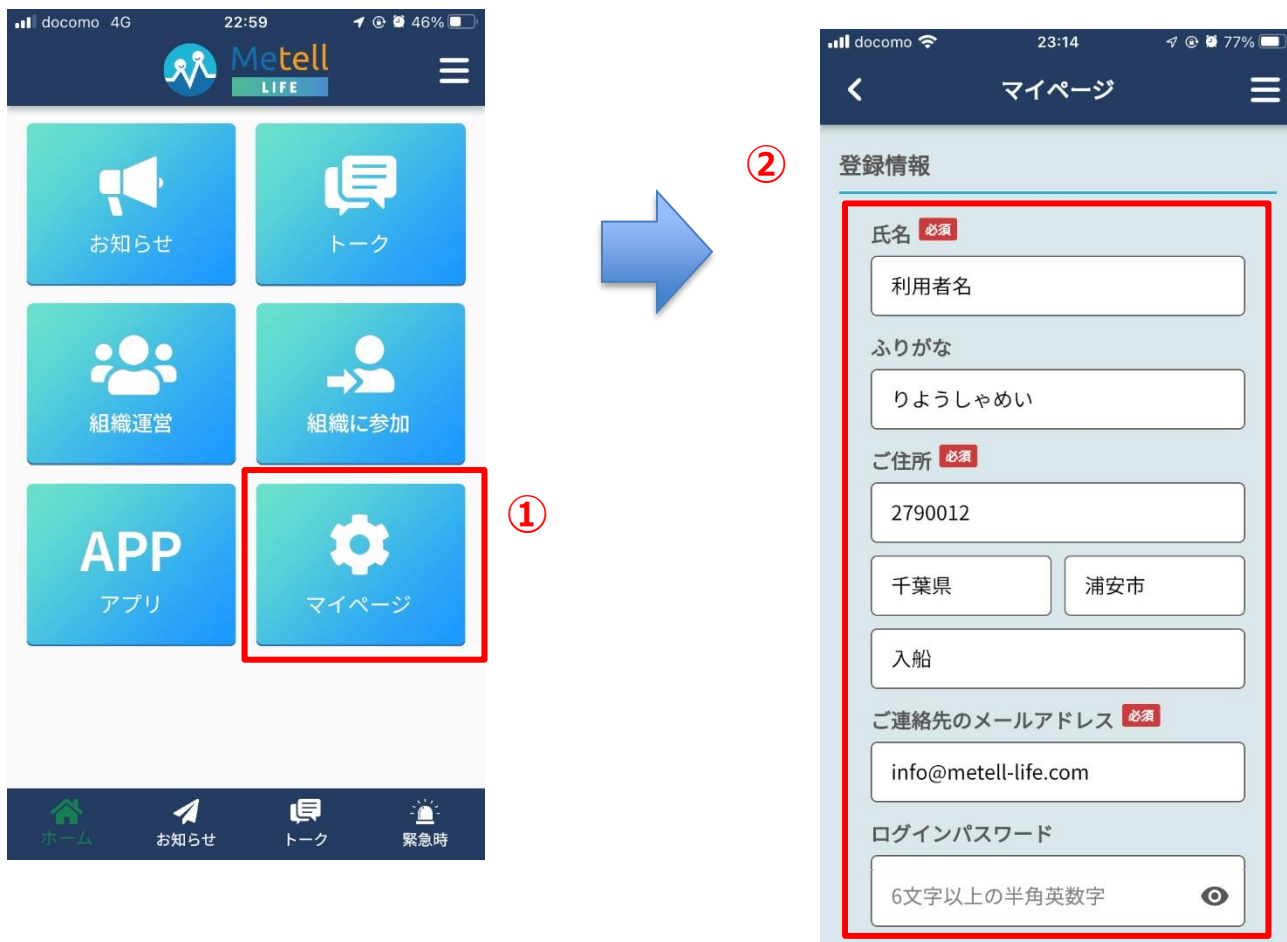 docomo 4G 22:59 46%
Metell
LIFE
お知らせ
トーク
組織運営
組織に参加
APP
アプリ
マイページ
①
ホーム
お知らせ
トーク
緊急時
②
docomo 23:14 77%
マイページ
登録情報
氏名 必須
利用者名
ふりがな
りようしゃめい
ご住所 必須
2790012
千葉県
浦安市
入船
ご連絡先のメールアドレス 必須
info@metell-life.com
ログインパスワード
6文字以上の半角英数字